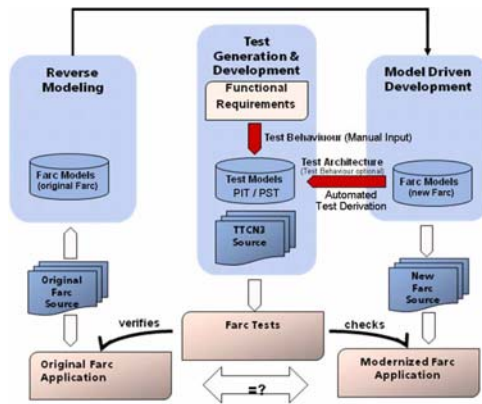 Reverse
Modeling
Farc Models
(original Farc)
Original
Farc
Source
Original Farc
Application
Test
Generation &
Development
Functional
Requirements
Test Behaviour (Manual Input)
Test Architecture
(Test Behaviour optional)
Automated
Test Derivation
Test Models
PIT / PST
TTCN3
Source
verifies
Farc Tests
checks
=?
Model Driven
Development
Farc Models
(new Farc)
New
Farc
Source
Modernized Farc
Application